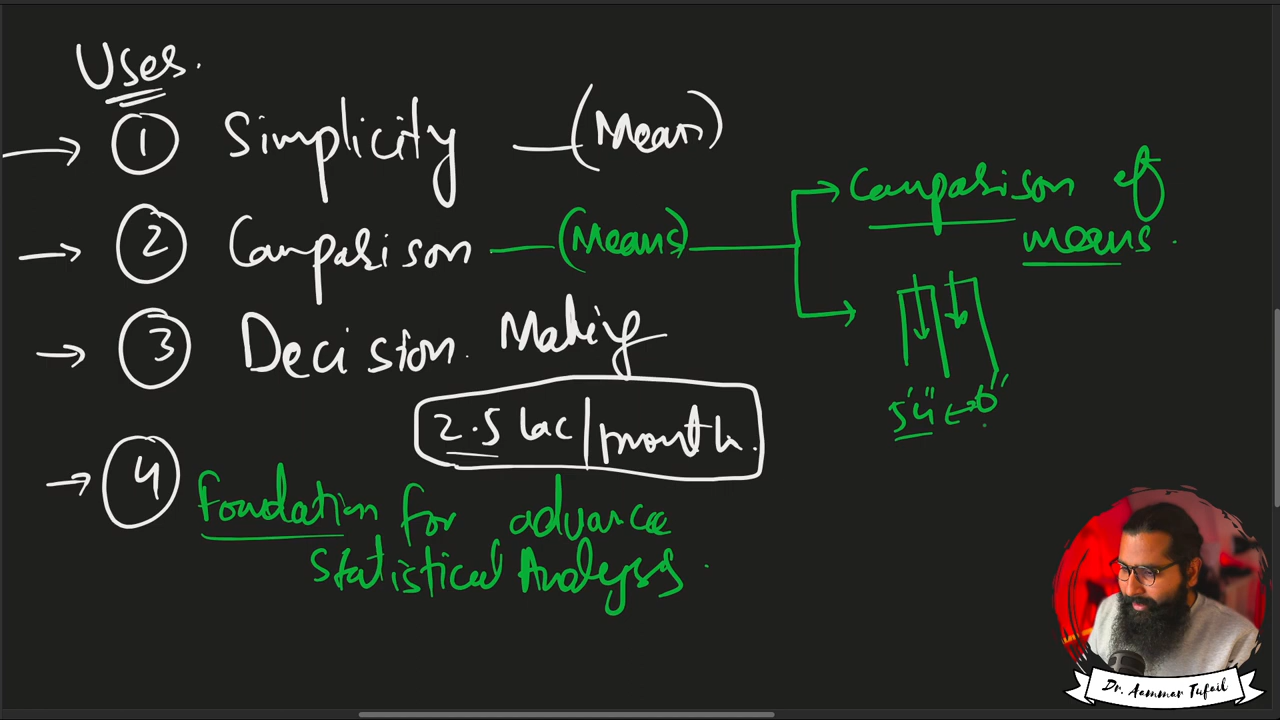 Uses.
→ ① Simplicity — (Mean)
→ ② Comparison — (Means) → Comparison of means.
→ ③ Decision Making
5'4" ↔ 6"
2.5 lac/month.
→ ④ Foundation for advance
Statistical Analysis.
Dr. Aammar Tufail